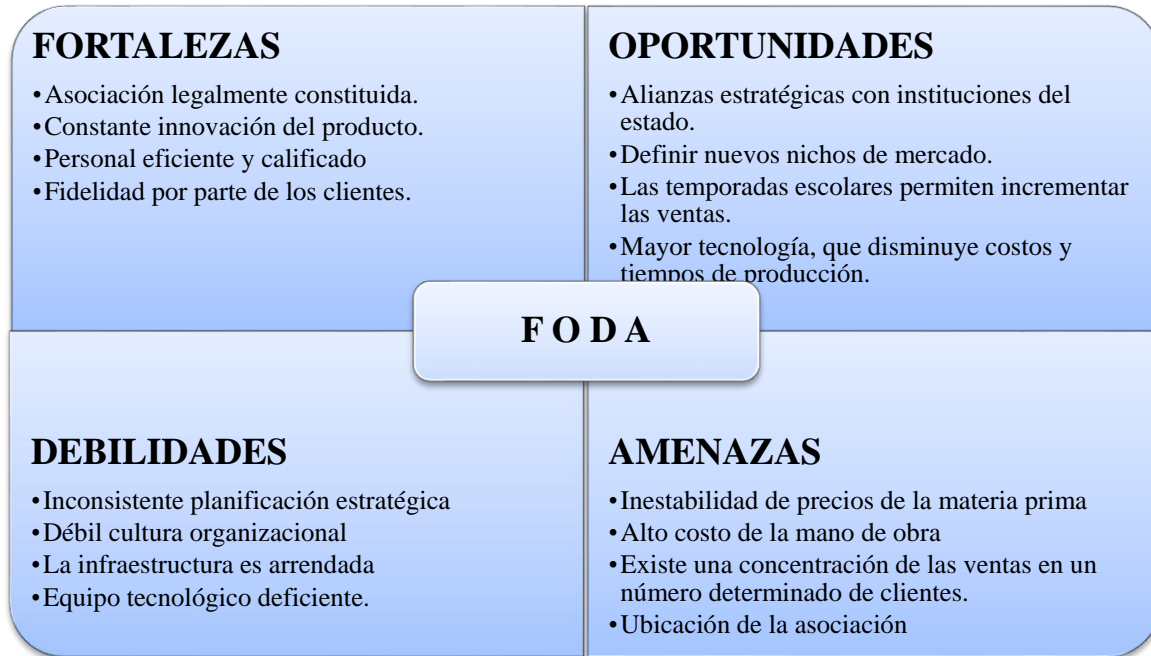 FORTALEZAS
•Asociación legalmente constituida.
•Constante innovación del producto.
•Personal eficiente y calificado
•Fidelidad por parte de los clientes.
OPORTUNIDADES
•Alianzas estratégicas con instituciones del
estado.
•Definir nuevos nichos de mercado.
•Las temporadas escolares permiten incrementar
las ventas.
•Mayor tecnología, que disminuye costos y
tiempos de producción.
F O D A
DEBILIDADES
•Inconsistente planificación estratégica
•Débil cultura organizacional
•La infraestructura es arrendada
•Equipo tecnológico deficiente.
AMENAZAS
•Inestabilidad de precios de la materia prima
•Alto costo de la mano de obra
•Existe una concentración de las ventas en un
número determinado de clientes.
•Ubicación de la asociación